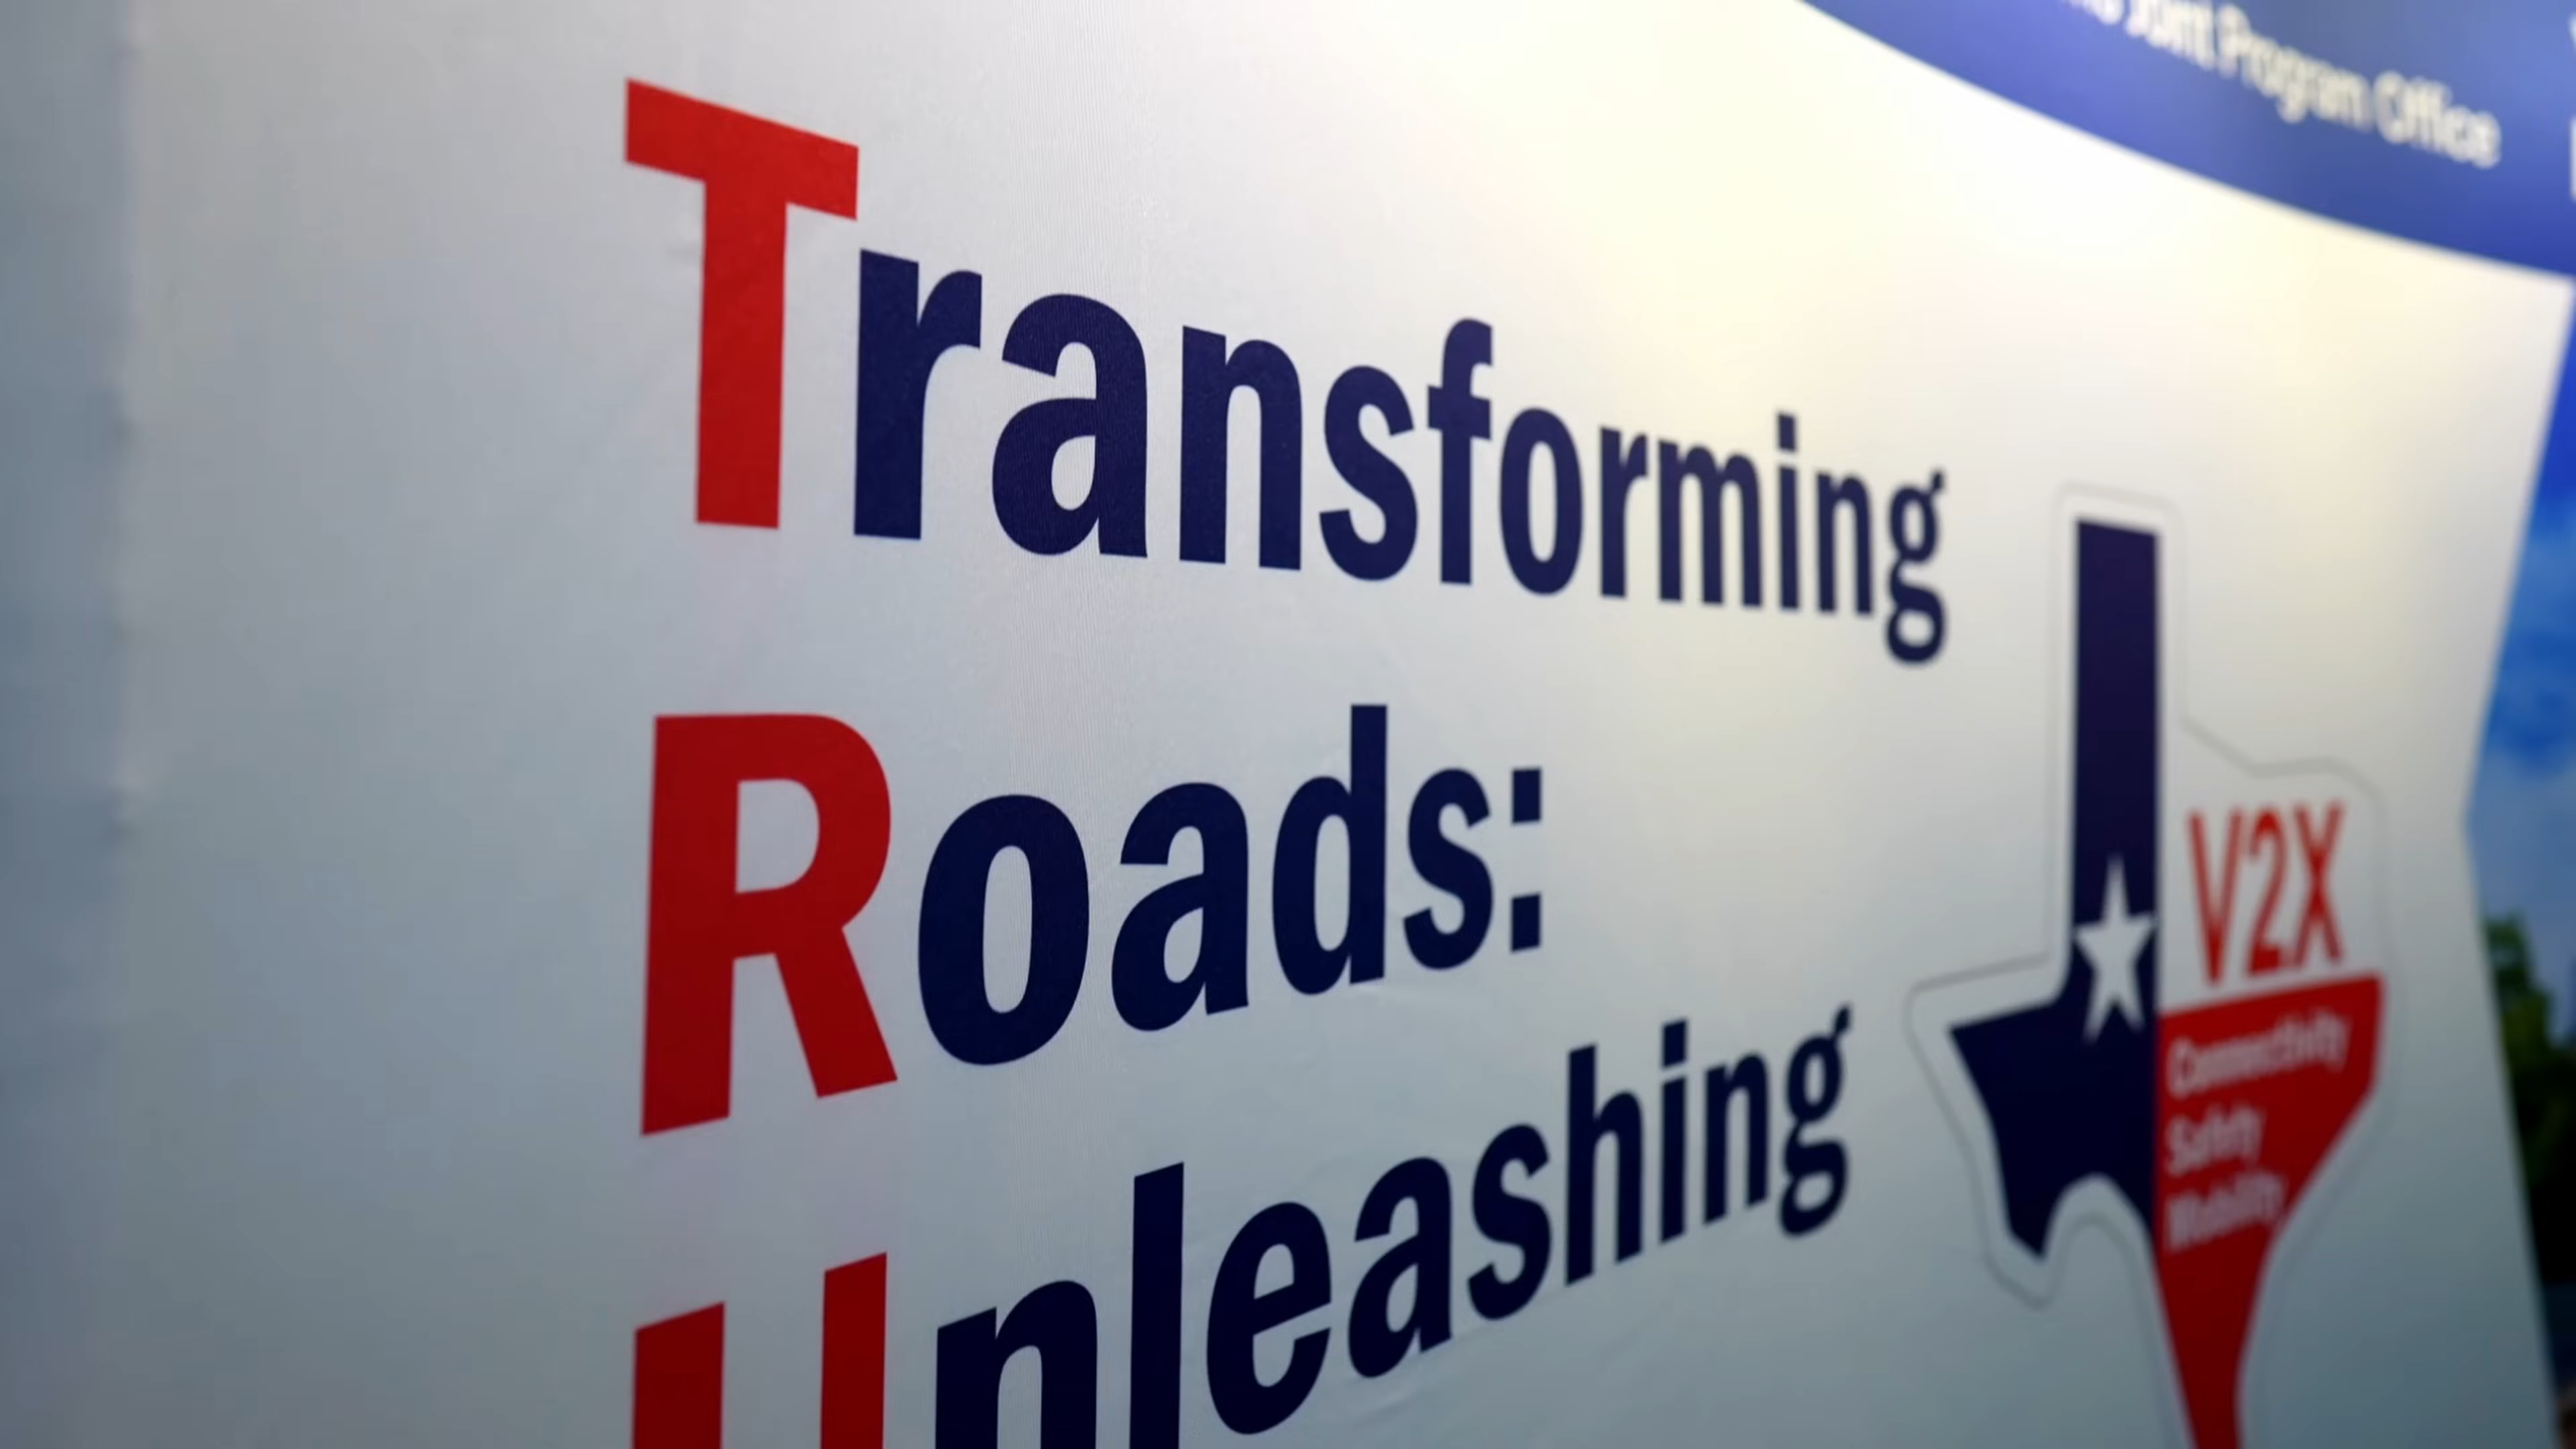 Joint Program Office
Transforming
Roads:
Unleashing
V2X
Connectivity
Safety
Mobility